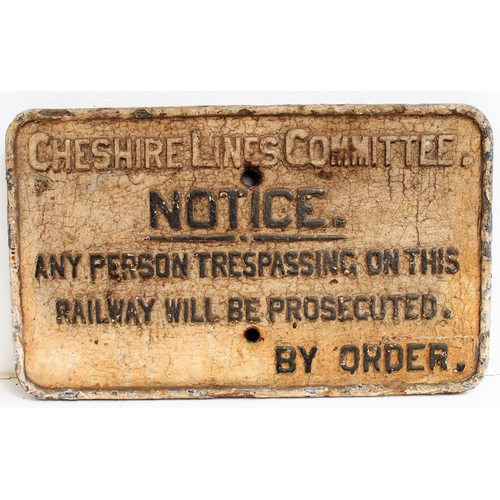 CHESHIRE LINES COMMITTEE.
NOTICE.
ANY PERSON TRESPASSING ON THIS
RAILWAY WILL BE PROSECUTED.
BY ORDER.